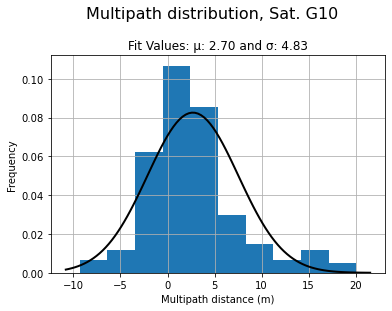 Multipath distribution, Sat. G10
Fit Values: μ: 2.70 and σ: 4.83
Frequency
0.10
0.08
0.06
0.04
0.02
0.00
−10 −5 0 5 10 15 20
Multipath distance (m)